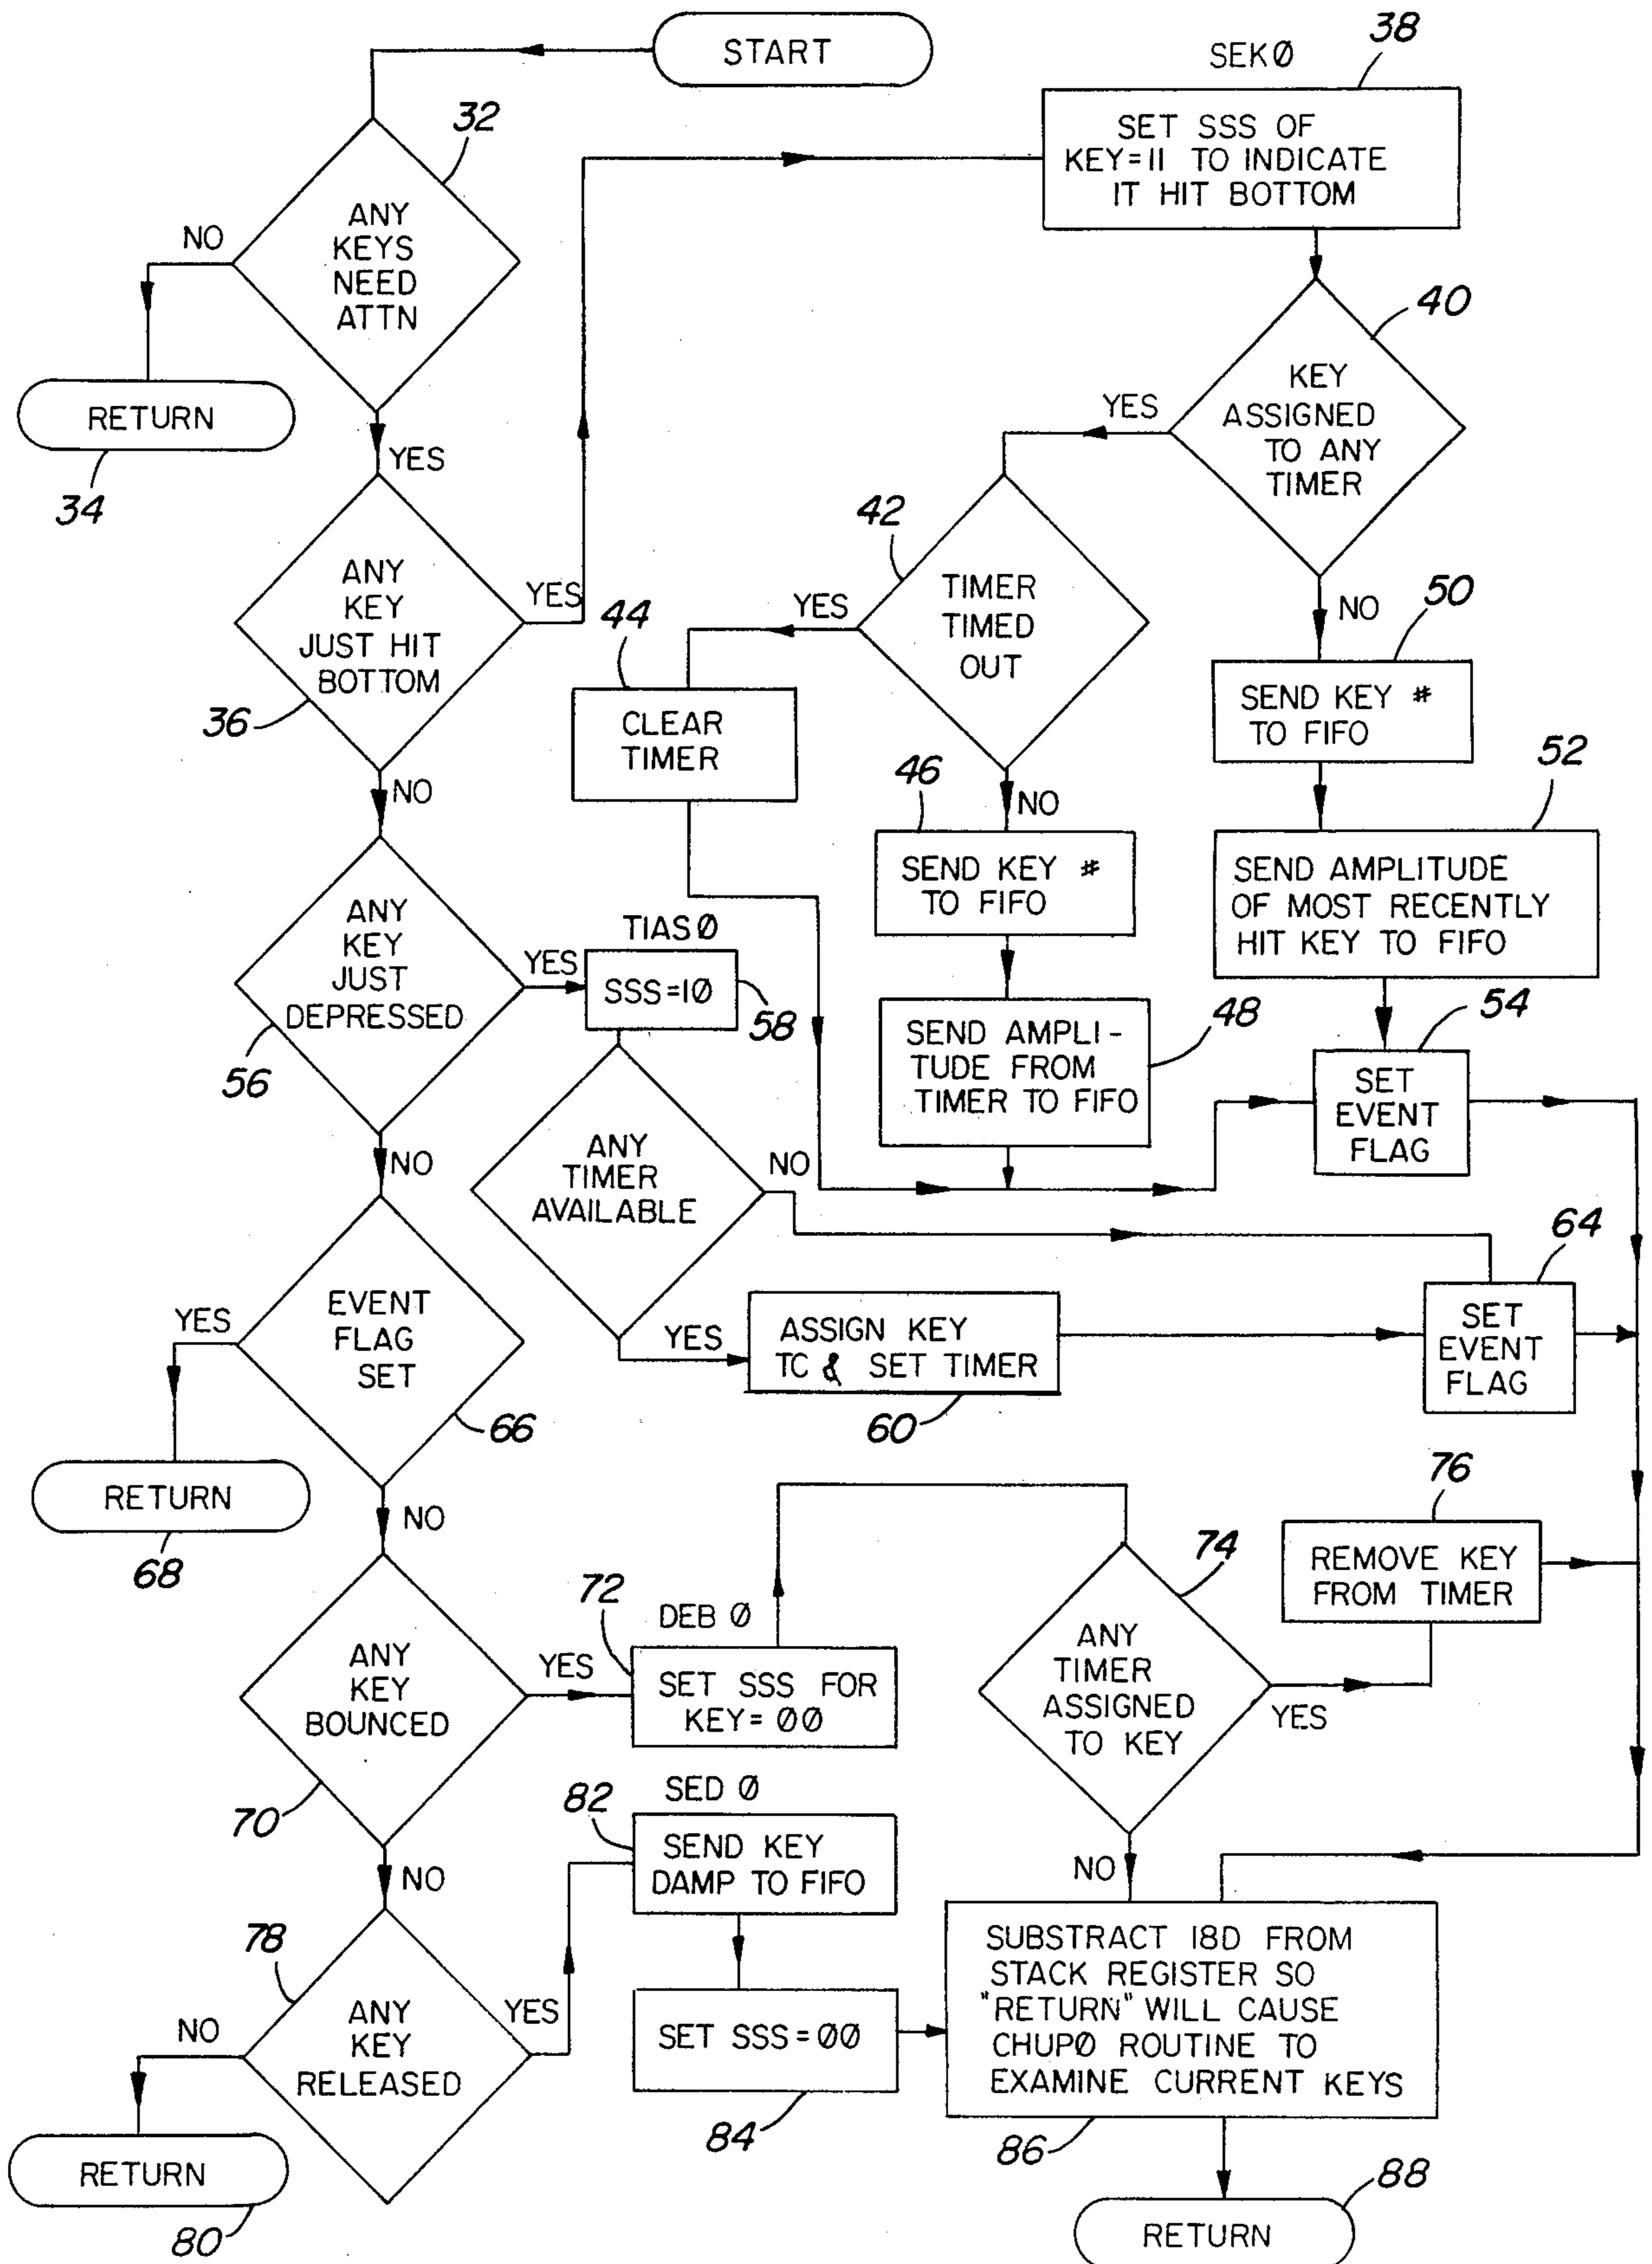 START
SEKØ
38
SET SSS OF
KEY=11 TO INDICATE
IT HIT BOTTOM
32
ANY
KEYS
NEED
ATTN
NO
RETURN
34
YES
40
KEY
ASSIGNED
TO ANY
TIMER
YES
NO
42
TIMER
TIMED
OUT
YES
NO
36
ANY
KEY
JUST HIT
BOTTOM
YES
NO
44
CLEAR
TIMER
46
SEND KEY #
TO FIFO
50
SEND KEY #
TO FIFO
52
SEND AMPLITUDE
OF MOST RECENTLY
HIT KEY TO FIFO
48
SEND AMPLI-
TUDE FROM
TIMER TO FIFO
54
SET
EVENT
FLAG
56
ANY
KEY
JUST
DEPRESSED
YES
NO
TIASØ
SSS=1Ø
58
ANY
TIMER
AVAILABLE
NO
YES
ASSIGN KEY
TC & SET TIMER
60
64
SET
EVENT
FLAG
EVENT
FLAG
SET
66
YES
RETURN
68
NO
ANY
KEY
BOUNCED
70
YES
NO
72
DEB Ø
SET SSS FOR
KEY=ØØ
74
ANY
TIMER
ASSIGNED
TO KEY
YES
NO
76
REMOVE KEY
FROM TIMER
78
ANY
KEY
RELEASED
NO
YES
RETURN
80
82
SED Ø
SEND KEY
DAMP TO FIFO
SET SSS=ØØ
84
SUBSTRACT 18D FROM
STACK REGISTER SO
"RETURN" WILL CAUSE
CHUPØ ROUTINE TO
EXAMINE CURRENT KEYS
86
88
RETURN